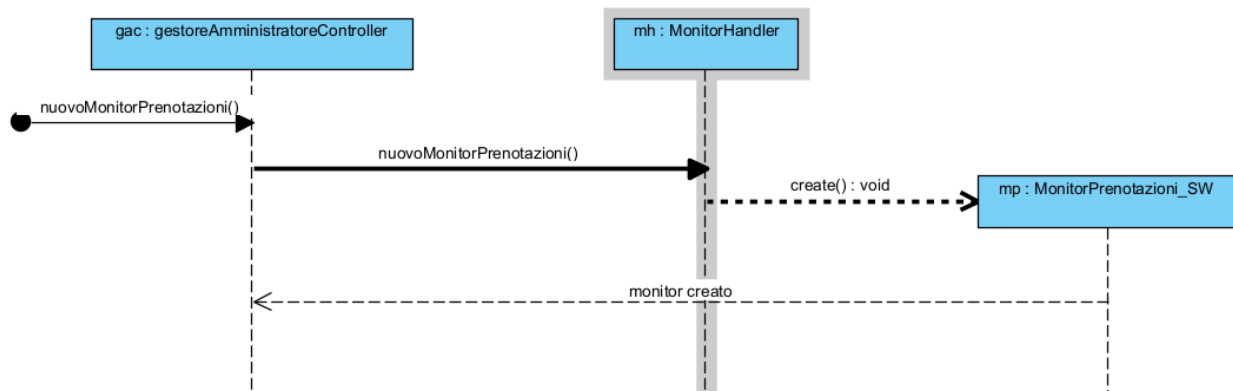 gac : gestoreAmministratoreController
mh : MonitorHandler
nuovoMonitorPrenotazioni()
nuovoMonitorPrenotazioni()
create() : void
mp : MonitorPrenotazioni_SW
monitor creato